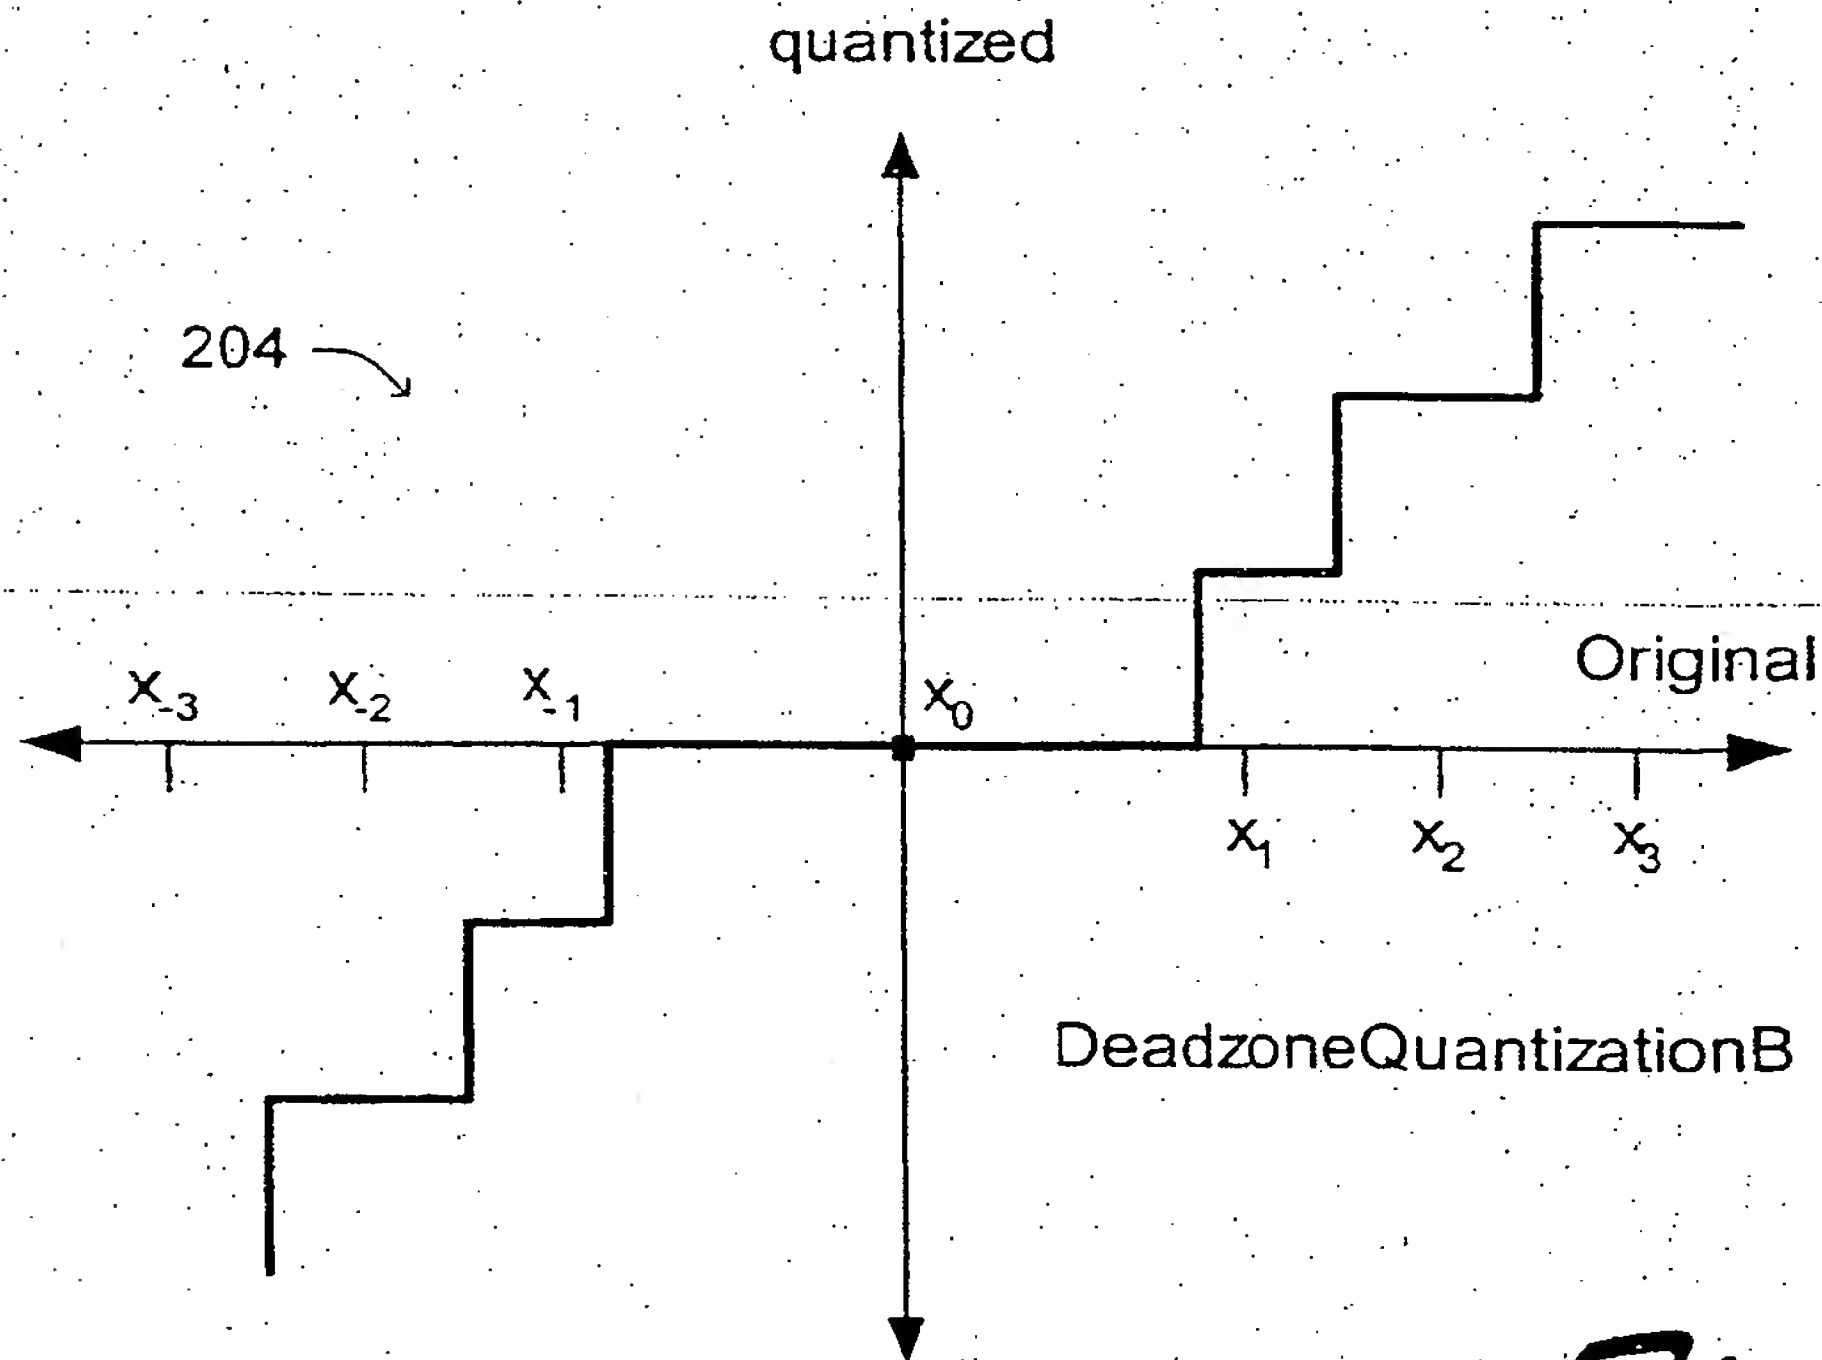 quantized
204
Original
X-3 X-2 X-1 X0
X1 X2 X3
DeadzoneQuantizationB